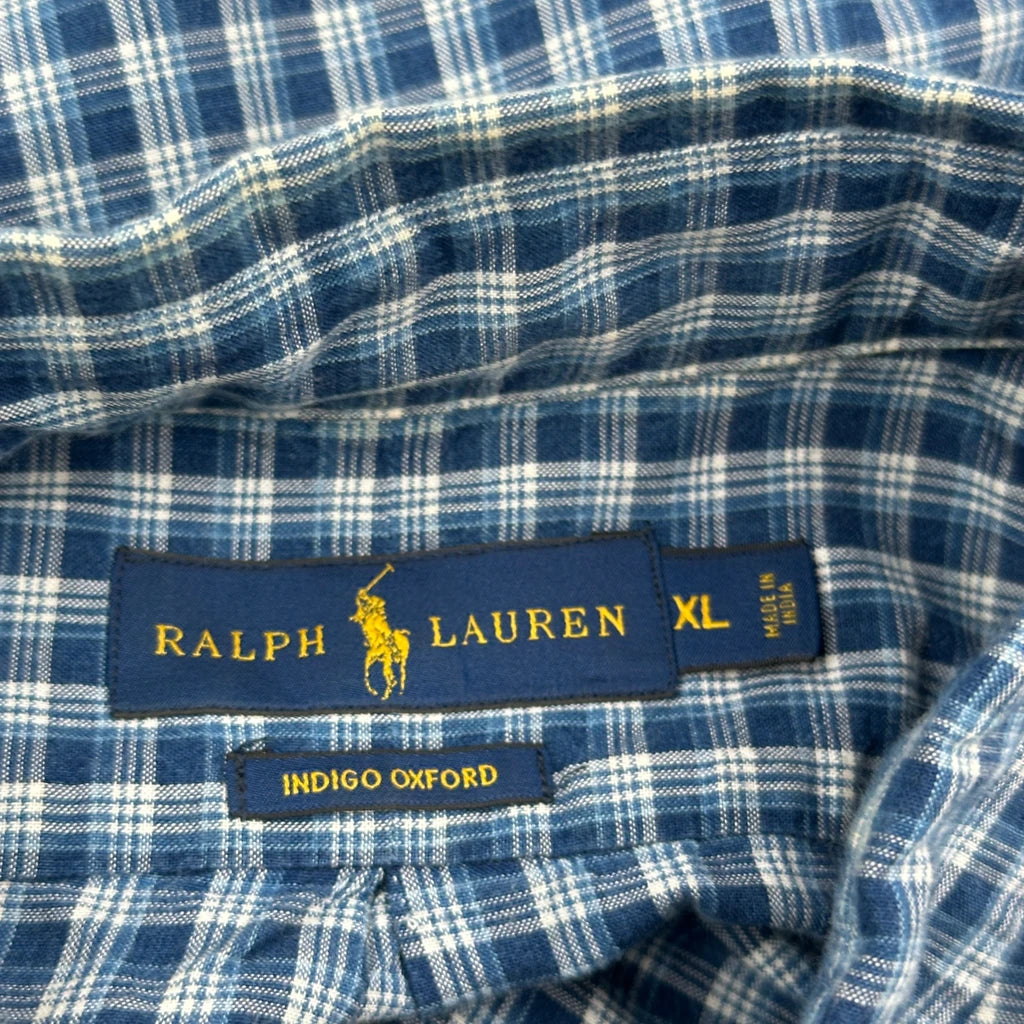 RALPH LAUREN
XL
MADE IN
INDIA
INDIGO OXFORD